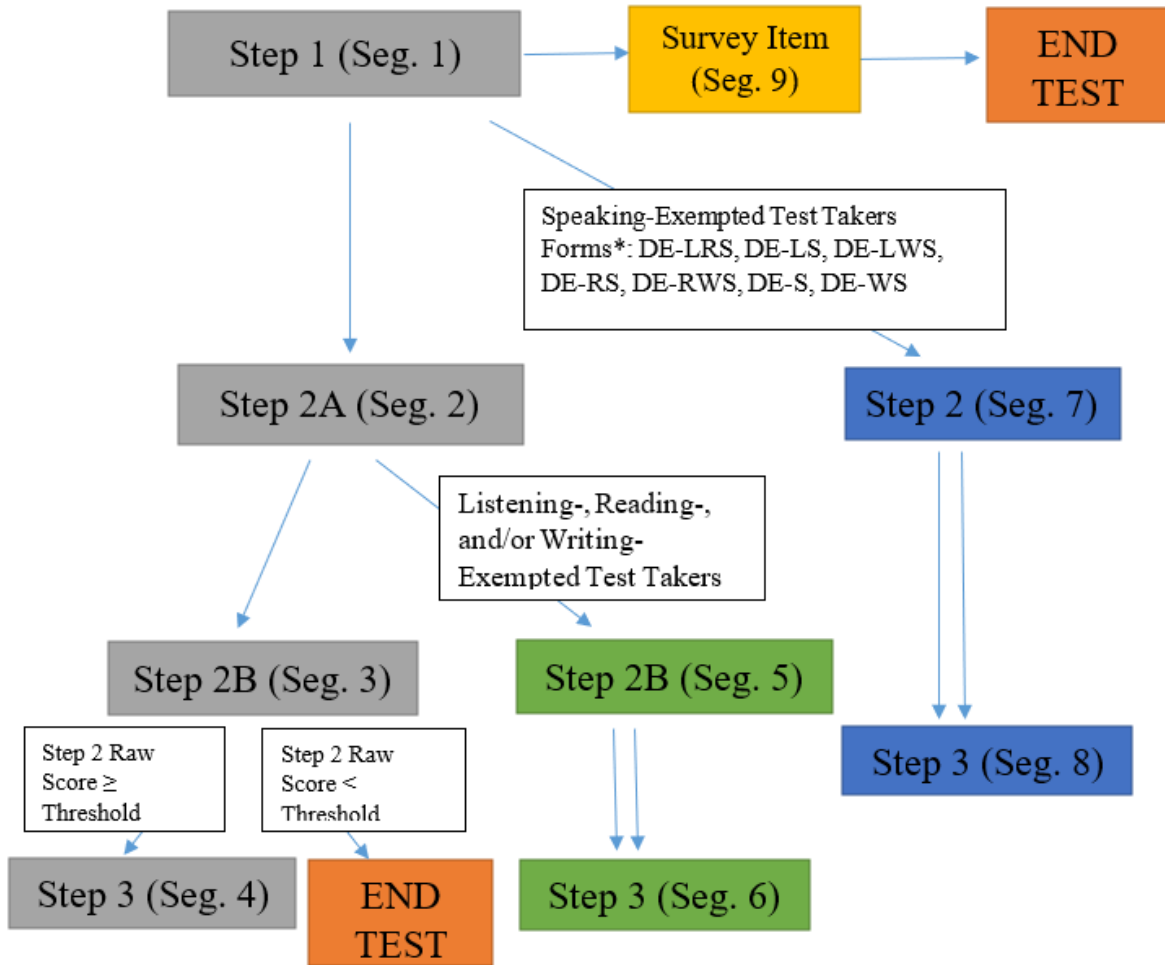 Step 1 (Seg. 1)
Survey Item
(Seg. 9)
END
TEST
Speaking-Exempted Test Takers
Forms*: DE-LRS, DE-LS, DE-LWS,
DE-RS, DE-RWS, DE-S, DE-WS
Step 2A (Seg. 2)
Step 2 (Seg. 7)
Listening-, Reading-,
and/or Writing-
Exempted Test Takers
Step 2B (Seg. 3)
Step 2B (Seg. 5)
Step 2 Raw
Score ≥
Threshold
Step 2 Raw
Score <
Threshold
Step 3 (Seg. 8)
Step 3 (Seg. 4)
END
TEST
Step 3 (Seg. 6)